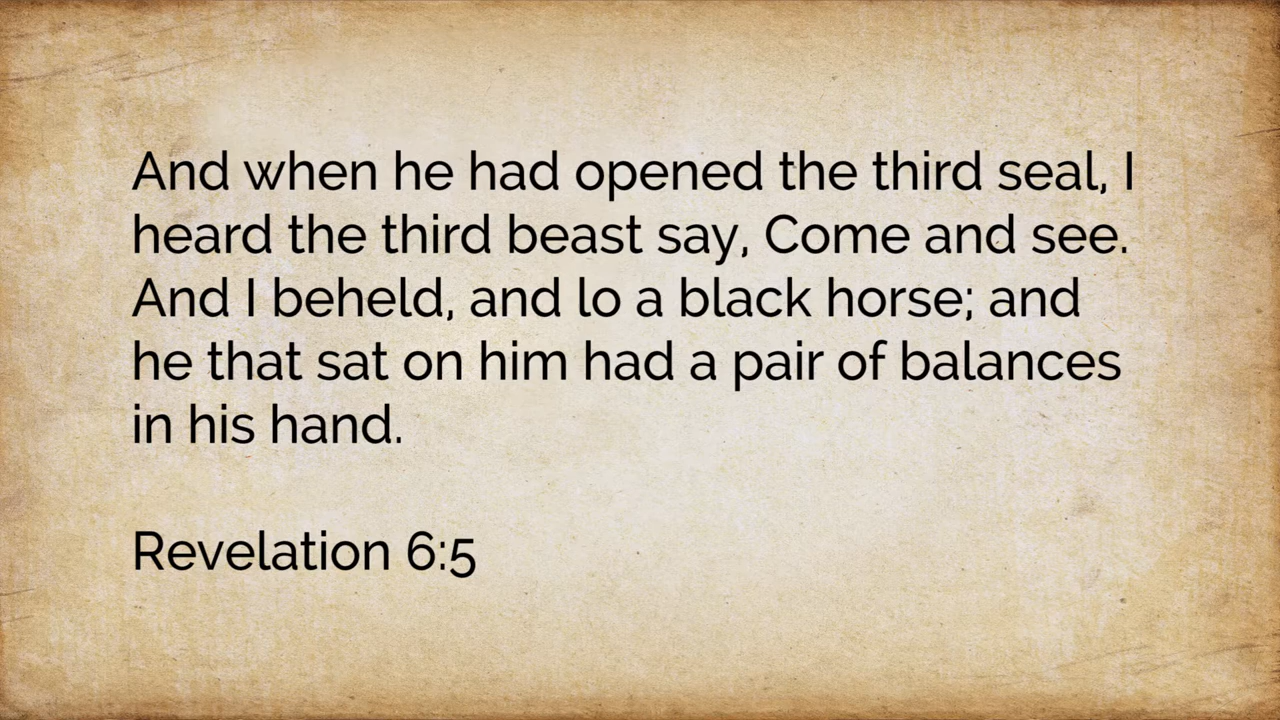 And when he had opened the third seal, I
heard the third beast say, Come and see.
And I beheld, and lo a black horse; and
he that sat on him had a pair of balances
in his hand.
Revelation 6:5